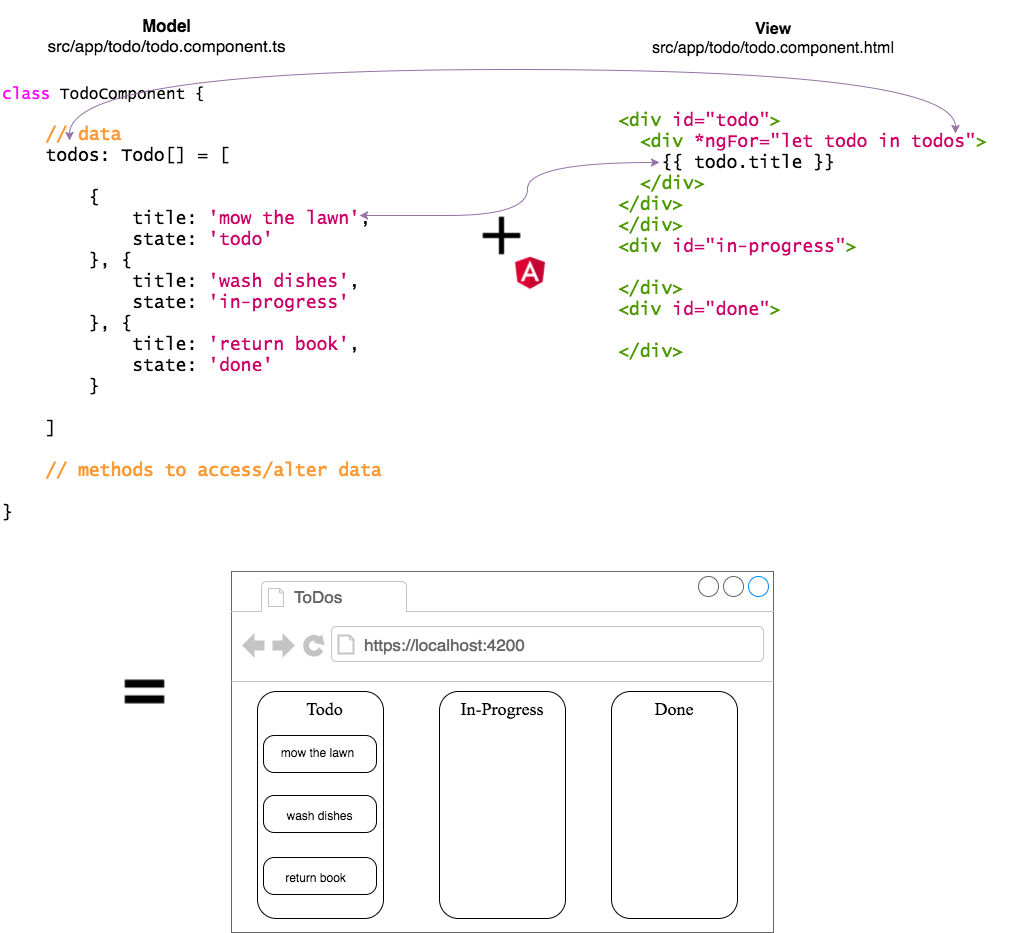 Model
src/app/todo/todo.component.ts
class TodoComponent {
// data
todos: Todo[] = [
{
title: 'mow the lawn',
state: 'todo'
}, {
title: 'wash dishes',
state: 'in-progress'
}, {
title: 'return book',
state: 'done'
}
]
// methods to access/alter data
}
View
src/app/todo/todo.component.html
<div id="todo">
<div *ngFor="let todo in todos">
{{ todo.title }}
</div>
</div>
</div>
<div id="in-progress">
</div>
<div id="done">
</div>
+
A
=
ToDos
https://localhost:4200
Todo
mow the lawn
wash dishes
return book
In-Progress
Done